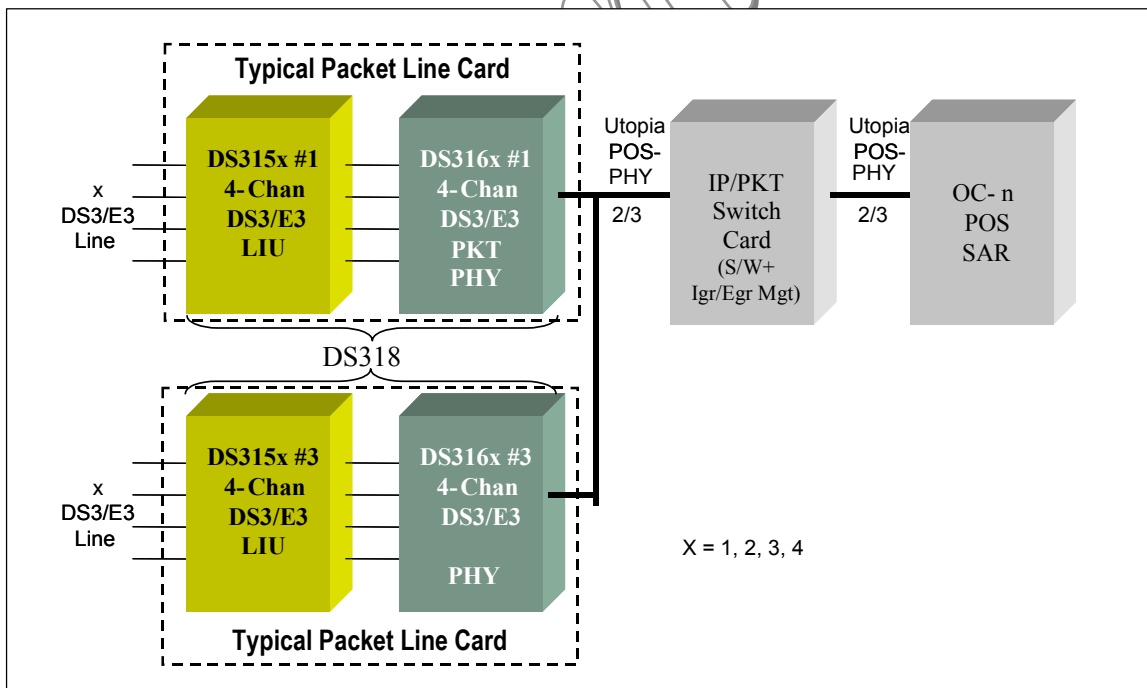 Typical Packet Line Card
DS315x #1
4-Chan
DS3/E3
LIU
DS316x #1
4-Chan
DS3/E3
PKT
PHY
x
DS3/E3
Line
Utopia
POS-
PHY
2/3
IP/PKT
Switch
Card
(S/W+
Igr/Egr Mgt)
Utopia
POS-
PHY
2/3
OC- n
POS
SAR
DS318
DS315x #3
4-Chan
DS3/E3
LIU
DS316x #3
4-Chan
DS3/E3
PHY
x
DS3/E3
Line
X = 1, 2, 3, 4
Typical Packet Line Card